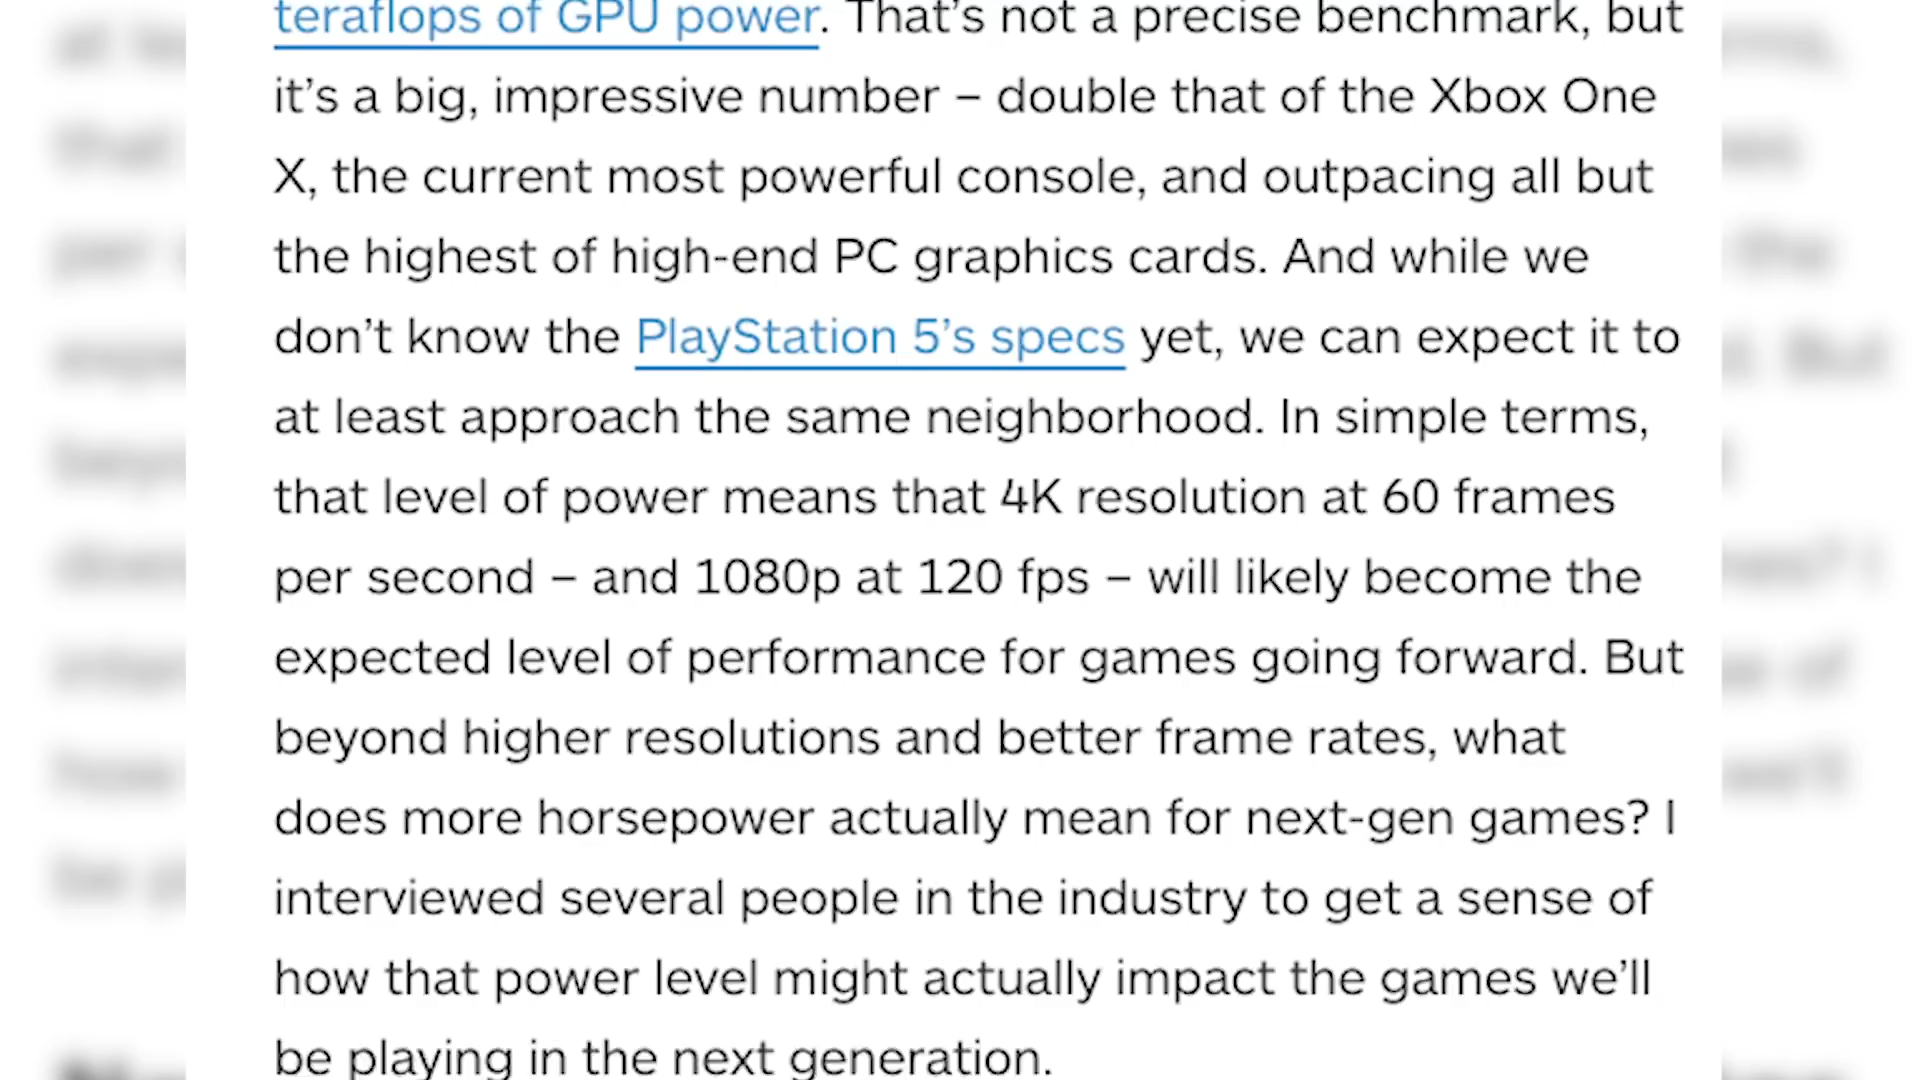 teraflops of GPU power. That’s not a precise benchmark, but
it’s a big, impressive number – double that of the Xbox One
X, the current most powerful console, and outpacing all but
the highest of high-end PC graphics cards. And while we
don’t know the PlayStation 5’s specs yet, we can expect it to
at least approach the same neighborhood. In simple terms,
that level of power means that 4K resolution at 60 frames
per second – and 1080p at 120 fps – will likely become the
expected level of performance for games going forward. But
beyond higher resolutions and better frame rates, what
does more horsepower actually mean for next-gen games? I
interviewed several people in the industry to get a sense of
how that power level might actually impact the games we’ll
be playing in the next generation.